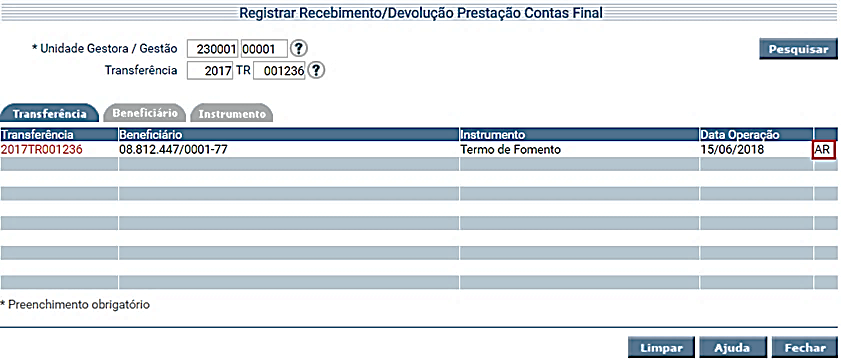 Registrar Recebimento/Devolução Prestação Contas Final
* Unidade Gestora / Gestão 230001 00001 ? Pesquisar
Transferência 2017 TR 001236 ?
Transferência Beneficiário Instrumento
Transferência Beneficiário Instrumento Data Operação
2017TR001236 08.812.447/0001-77 Termo de Fomento 15/06/2018 AR
* Preenchimento obrigatório
Limpar Ajuda Fechar